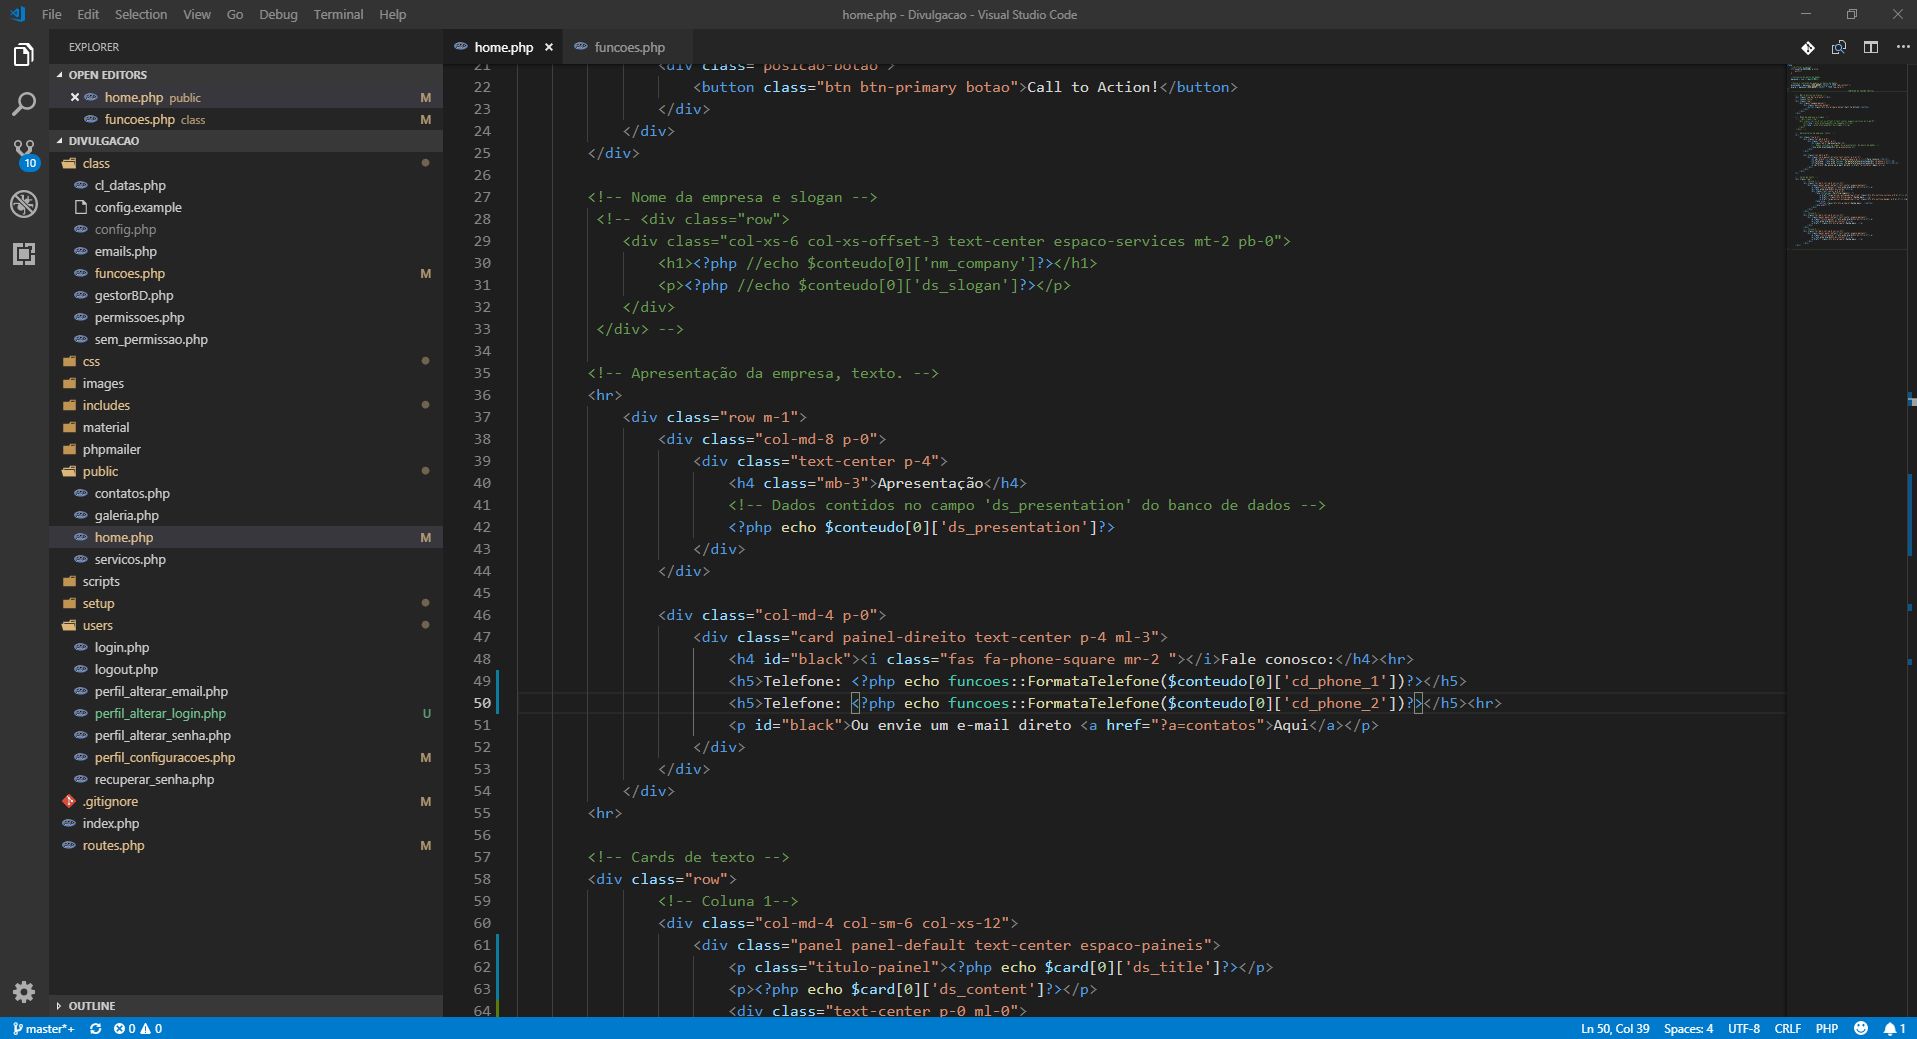 File Edit Selection View Go Debug Terminal Help
home.php - Divulgacao - Visual Studio Code
EXPLORER
OPEN EDITORS
home.php public M
funcoes.php class M
DIVULGACAO
class
cl_datas.php
config.example
config.php
emails.php
funcoes.php M
gestorBD.php
permissoes.php
sem_permissao.php
css
images
includes
material
phpmailer
public
contatos.php
galeria.php
home.php M
servicos.php
scripts
setup
users
login.php
logout.php
perfil_alterar_email.php
perfil_alterar_login.php U
perfil_alterar_senha.php
perfil_configuracoes.php M
recuperar_senha.php
.gitignore M
index.php
routes.php M
OUTLINE
10
home.php funcoes.php
21 <div class="posicao-botao">
22 <button class="btn btn-primary botao">Call to Action!</button>
23 </div>
24 </div>
25 </div>
26
27 <!-- Nome da empresa e slogan -->
28 <!-- <div class="row">
29 <div class="col-xs-6 col-xs-offset-3 text-center espaco-services mt-2 pb-0">
30 <h1><?php //echo $conteudo[0]['nm_company']?></h1>
31 <p><?php //echo $conteudo[0]['ds_slogan']?></p>
32 </div>
33 </div> -->
34
35 <!-- Apresentação da empresa, texto. -->
36 <hr>
37 <div class="row m-1">
38 <div class="col-md-8 p-0">
39 <div class="text-center p-4">
40 <h4 class="mb-3">Apresentação</h4>
41 <!-- Dados contidos no campo 'ds_presentation' do banco de dados -->
42 <?php echo $conteudo[0]['ds_presentation']?>
43 </div>
44 </div>
45
46 <div class="col-md-4 p-0">
47 <div class="card painel-direito text-center p-4 ml-3">
48 <h4 id="black"><i class="fas fa-phone-square mr-2 "></i>Fale conosco:</h4><hr>
49 <h5>Telefone: <?php echo funcoes::FormataTelefone($conteudo[0]['cd_phone_1'])?></h5>
50 <h5>Telefone: <?php echo funcoes::FormataTelefone($conteudo[0]['cd_phone_2'])?></h5><hr>
51 <p id="black">Ou envie um e-mail direto <a href="?a=contatos">Aqui</a></p>
52 </div>
53 </div>
54 </div>
55 <hr>
56
57 <!-- Cards de texto -->
58 <div class="row">
59 <!-- Coluna 1-->
60 <div class="col-md-4 col-sm-6 col-xs-12">
61 <div class="panel panel-default text-center espaco-paineis">
62 <p class="titulo-painel"><?php echo $card[0]['ds_title']?></p>
63 <p><?php echo $card[0]['ds_content']?></p>
64 <div class="text-center p-0 ml-0">
master*+ 0 0 Ln 50, Col 39 Spaces: 4 UTF-8 CRLF PHP 1